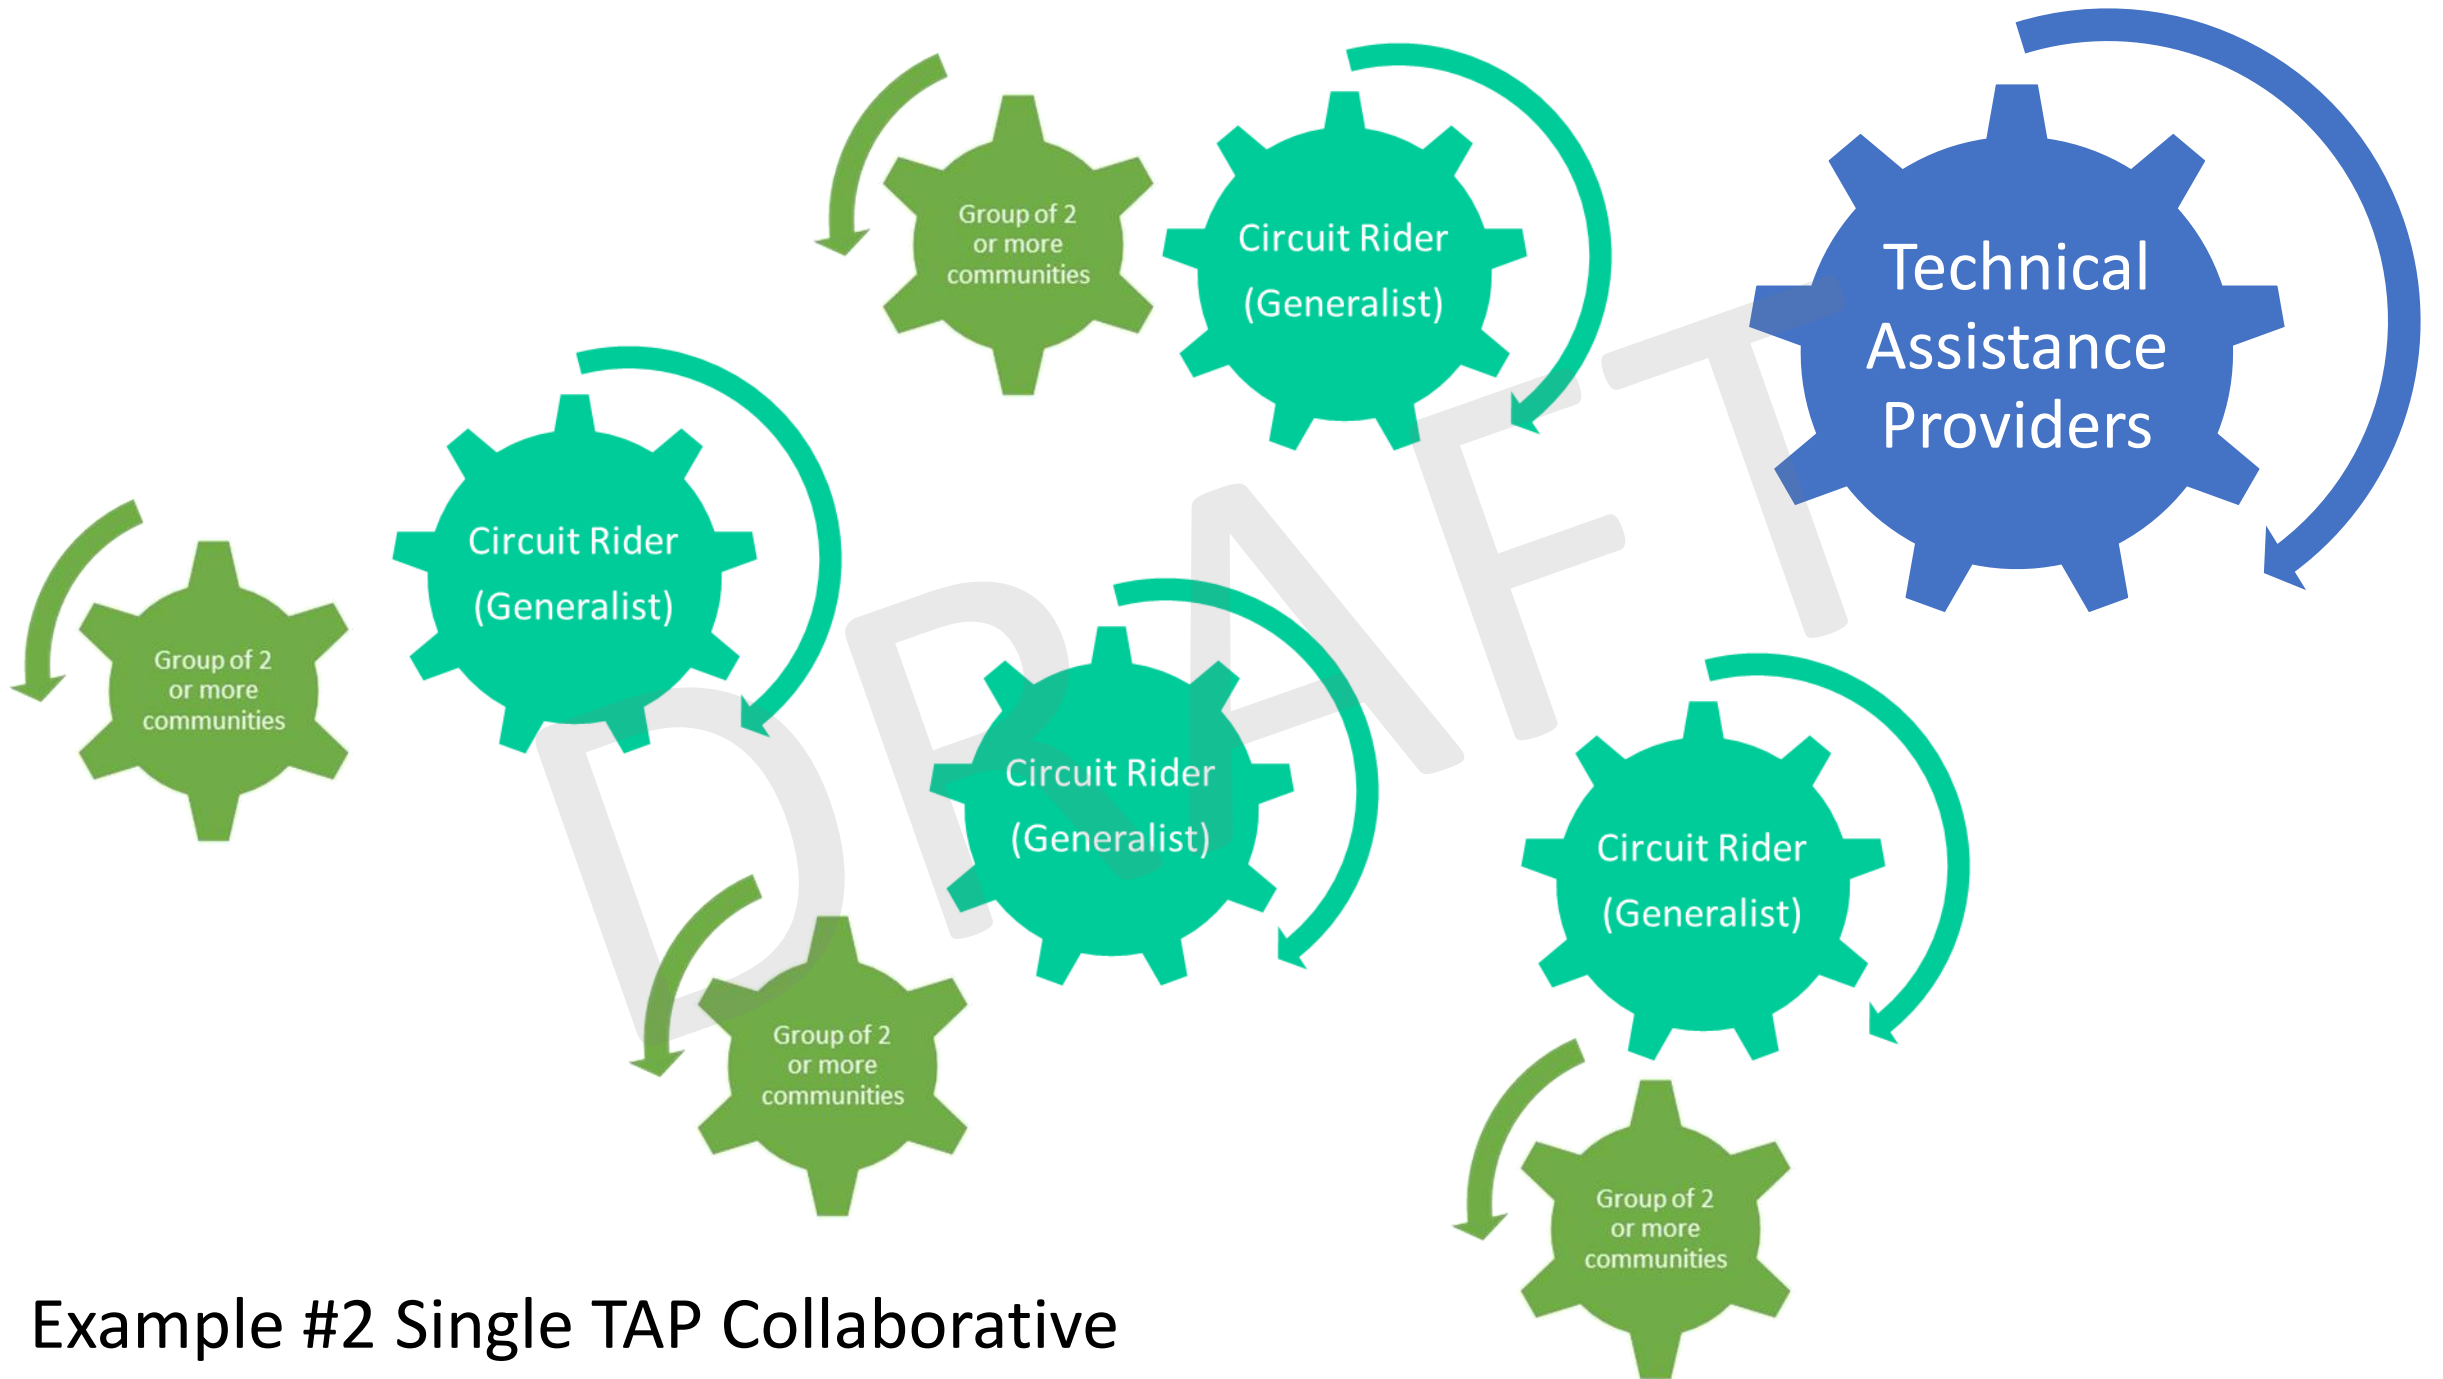 Group of 2
or more
communities
Circuit Rider
(Generalist)
Technical
Assistance
Providers
Circuit Rider
(Generalist)
Group of 2
or more
communities
Circuit Rider
(Generalist)
Circuit Rider
(Generalist)
Group of 2
or more
communities
Group of 2
or more
communities
DRAFT
Example #2 Single TAP Collaborative